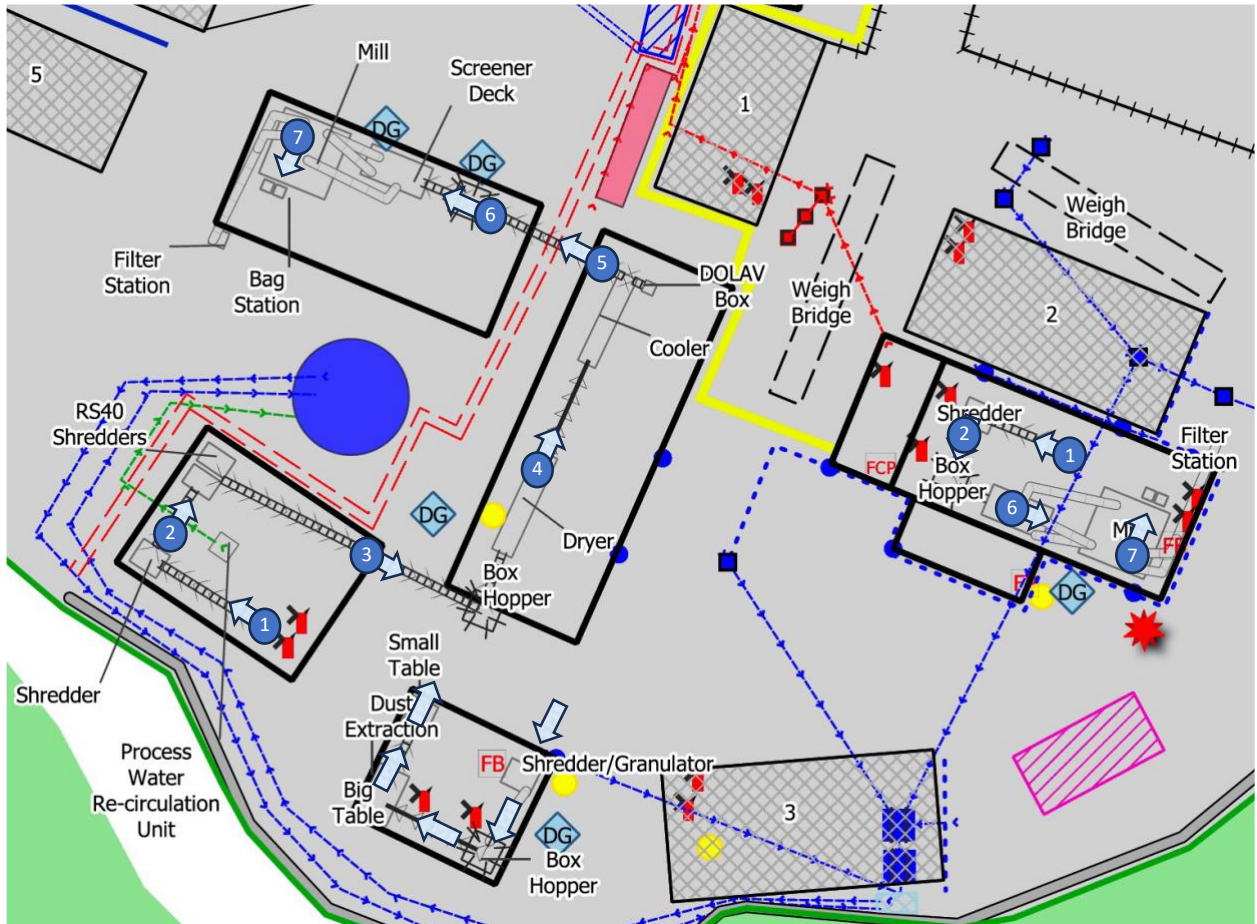 5
Mill
Screener
Deck
DG
DG
7
6
5
Filter
Station
Bag
Station
1
DOLAV
Box
Weigh
Bridge
Weigh
Bridge
2
Cooler
RS40
Shredders
4
Dryer
DG
2
3
1
Box
Hopper
Shredder
Process
Water
Re-circulation
Unit
Shredder
2
1
Box
Hopper
6
7
Filter
Station
FCP
DG
Small
Table
Dust
Extraction
FB
Shredder/Granulator
Big
Table
DG
Box
Hopper
3